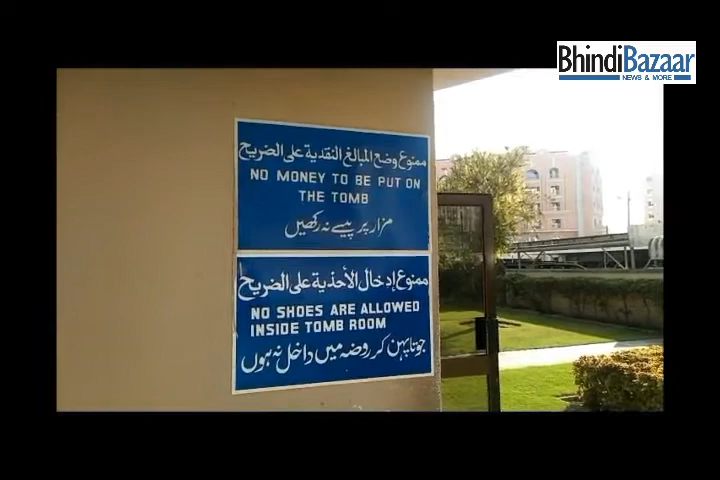 BhindiBazaar
NEWS & MORE
ممنوع وضع المبالغ النقدية على الضريح
NO MONEY TO BE PUT ON
THE TOMB
مزار پر پیسے نہ رکھیں
ممنوع إدخال الأحذية على الضريح
NO SHOES ARE ALLOWED
INSIDE TOMB ROOM
جوتا پہن کر روضہ میں داخل نہ ہوں